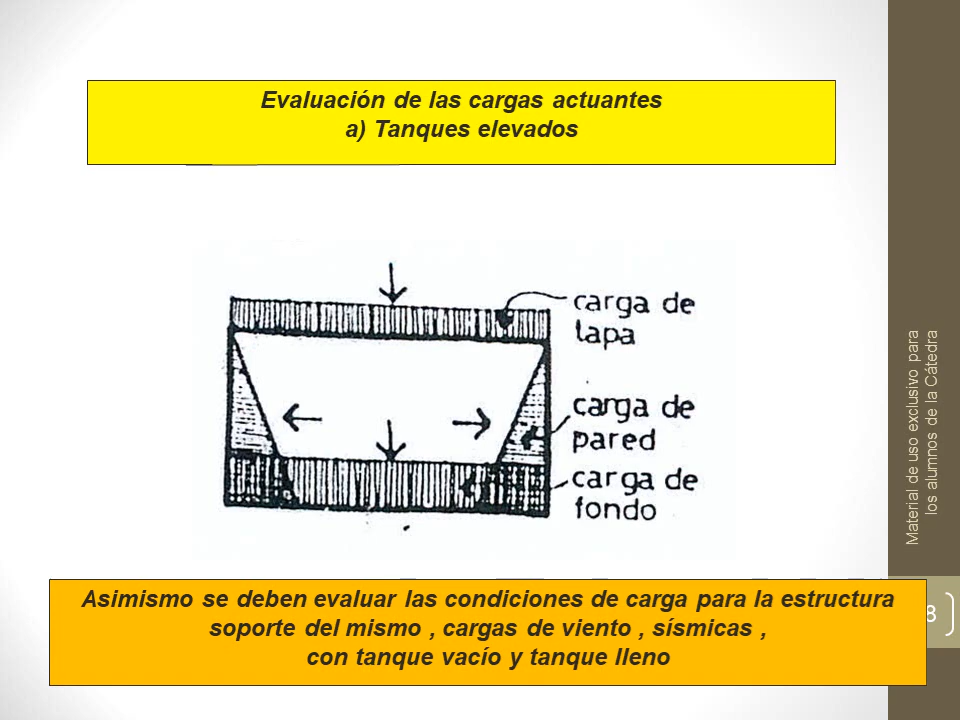 Evaluación de las cargas actuantes
a) Tanques elevados
carga de
tapa
carga de
pared
carga de
fondo
Asimismo se deben evaluar las condiciones de carga para la estructura
soporte del mismo , cargas de viento , sísmicas ,
con tanque vacío y tanque lleno
Material de uso exclusivo para
los alumnos de la Cátedra
8